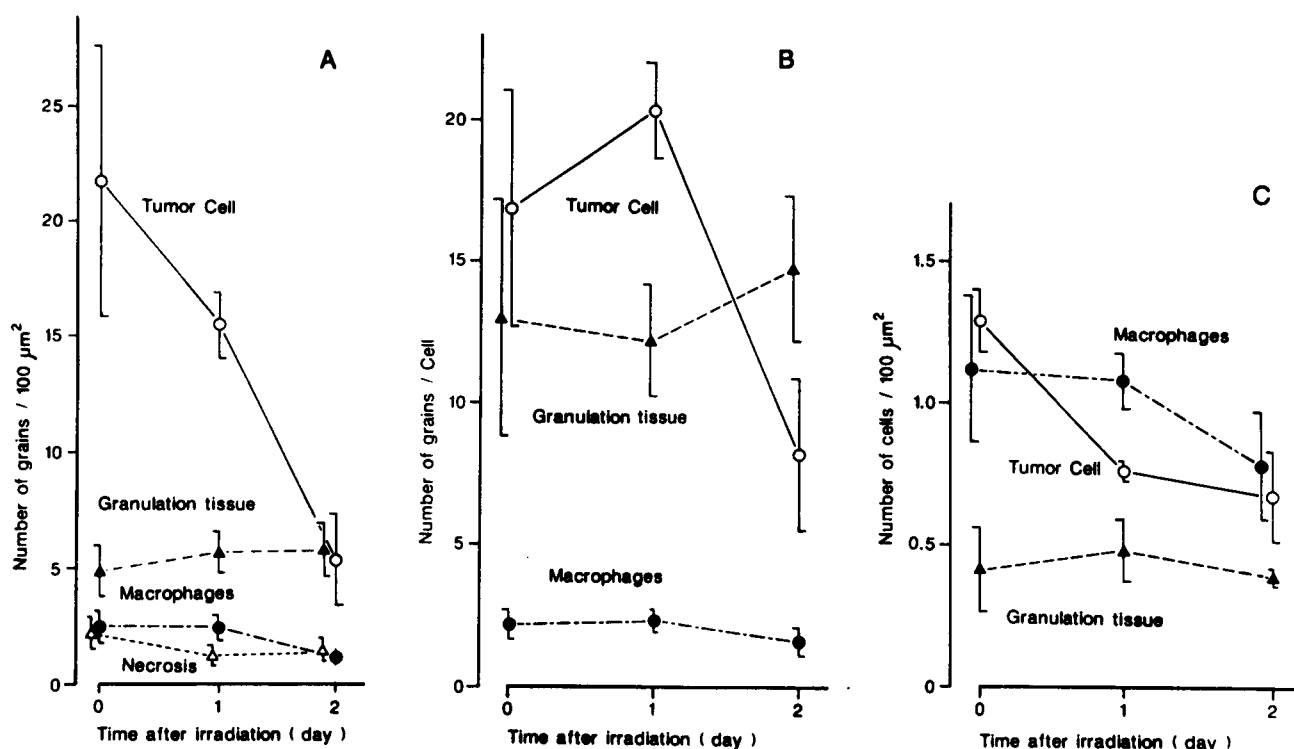 A
Number of grains / 100 µm²
25
20
15
10
5
0
Tumor Cell
Granulation tissue
Macrophages
Necrosis
0 1 2
Time after irradiation ( day )
B
Number of grains / Cell
20
15
10
5
0
Tumor Cell
Granulation tissue
Macrophages
0 1 2
Time after irradiation ( day )
C
Number of cells / 100 µm²
1.5
1.0
0.5
0
Macrophages
Tumor Cell
Granulation tissue
0 1 2
Time after irradiation ( day )